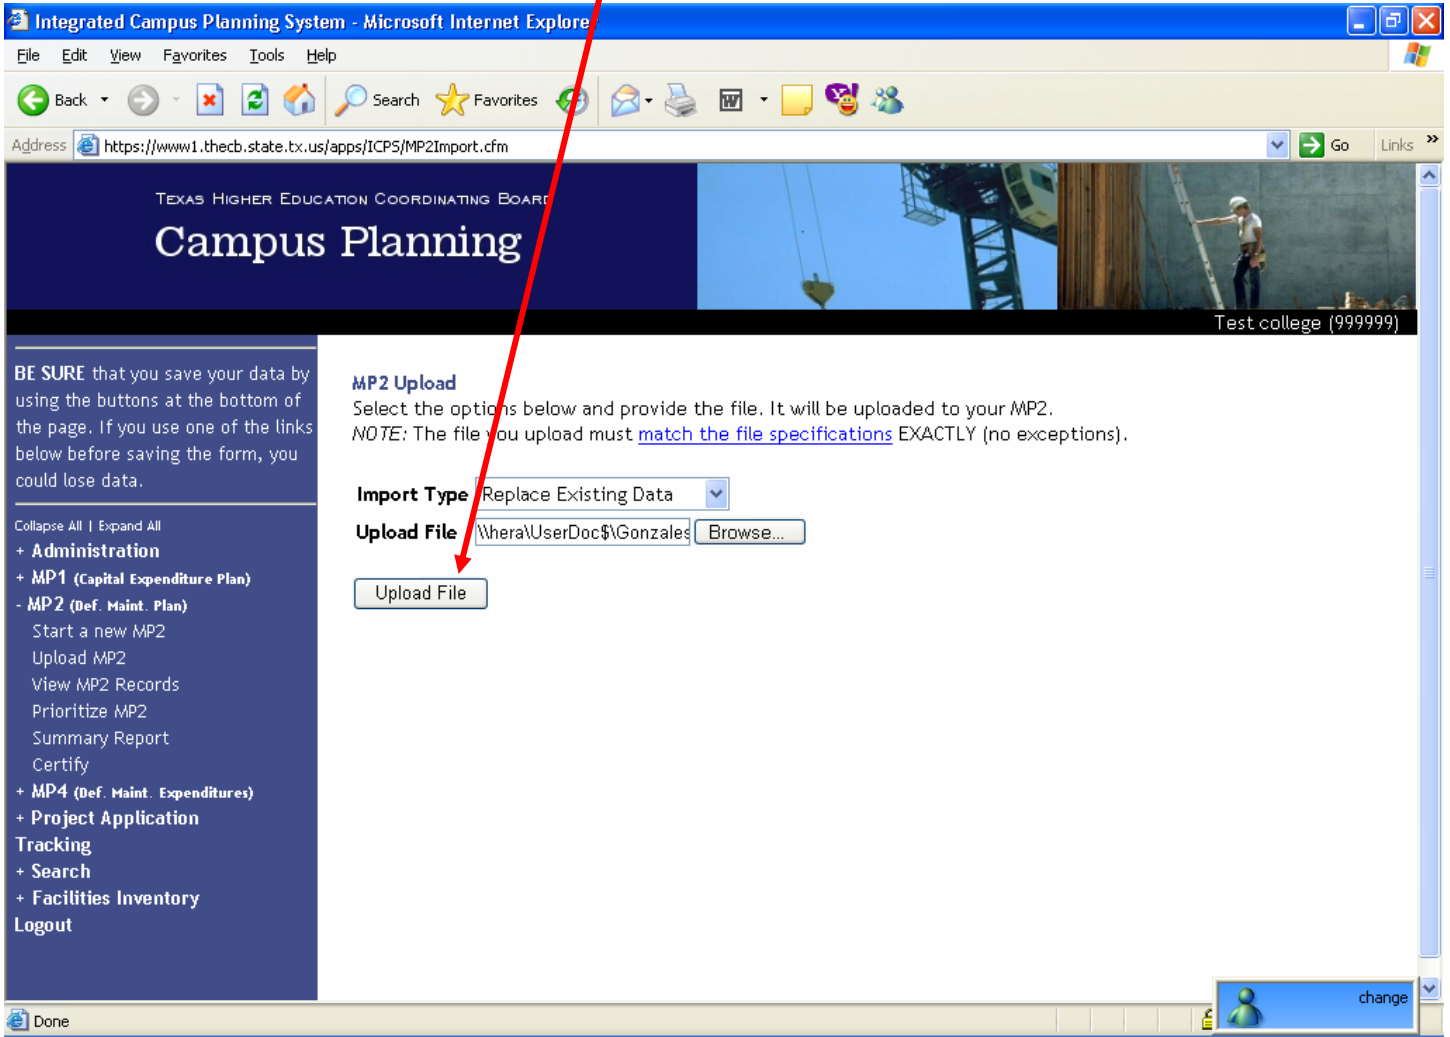 Integrated Campus Planning System - Microsoft Internet Explorer
File Edit View Favorites Tools Help
Back Search Favorites
Address https://www1.thecb.state.tx.us/apps/ICPS/MP2Import.cfm Go Links »
TEXAS HIGHER EDUCATION COORDINATING BOARD
Campus Planning
Test college (999999)
BE SURE that you save your data by
using the buttons at the bottom of
the page. If you use one of the links
below before saving the form, you
could lose data.
Collapse All | Expand All
+ Administration
+ MP1 (Capital Expenditure Plan)
- MP2 (Def. Maint. Plan)
Start a new MP2
Upload MP2
View MP2 Records
Prioritize MP2
Summary Report
Certify
+ MP4 (Def. Maint. Expenditures)
+ Project Application
Tracking
+ Search
+ Facilities Inventory
Logout
MP2 Upload
Select the options below and provide the file. It will be uploaded to your MP2.
NOTE: The file you upload must match the file specifications EXACTLY (no exceptions).
Import Type Replace Existing Data
Upload File \\hera\UserDoc$\Gonzales Browse...
Upload File
change
Done